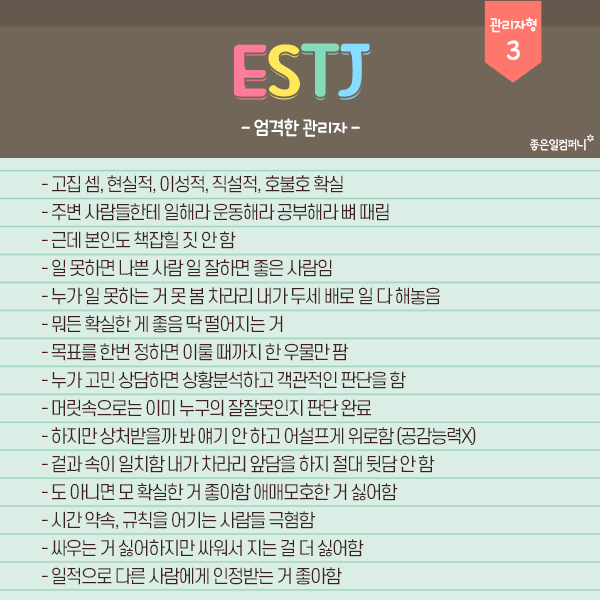 관리자형
3
ESTJ
- 엄격한 관리자 -
좋은일컴퍼니
- 고집 셈, 현실적, 이성적, 직설적, 호불호 확실
- 주변 사람들한테 일해라 운동해라 공부해라 뼈 때림
- 근데 본인도 책잡힐 짓 안 함
- 일 못하면 나쁜 사람 일 잘하면 좋은 사람임
- 누가 일 못하는 거 못 봄 차라리 내가 두세 배로 일 다 해놓음
- 뭐든 확실한 게 좋음 딱 떨어지는 거
- 목표를 한번 정하면 이룰 때까지 한 우물만 팜
- 누가 고민 상담하면 상황분석하고 객관적인 판단을 함
- 머릿속으로는 이미 누구의 잘잘못인지 판단 완료
- 하지만 상처받을까 봐 얘기 안 하고 어설프게 위로함 (공감능력X)
- 겉과 속이 일치함 내가 차라리 앞담을 하지 절대 뒷담 안 함
- 도 아니면 모 확실한 거 좋아함 애매모호한 거 싫어함
- 시간 약속, 규칙을 어기는 사람들 극혐함
- 싸우는 거 싫어하지만 싸워서 지는 걸 더 싫어함
- 일적으로 다른 사람에게 인정받는 거 좋아함